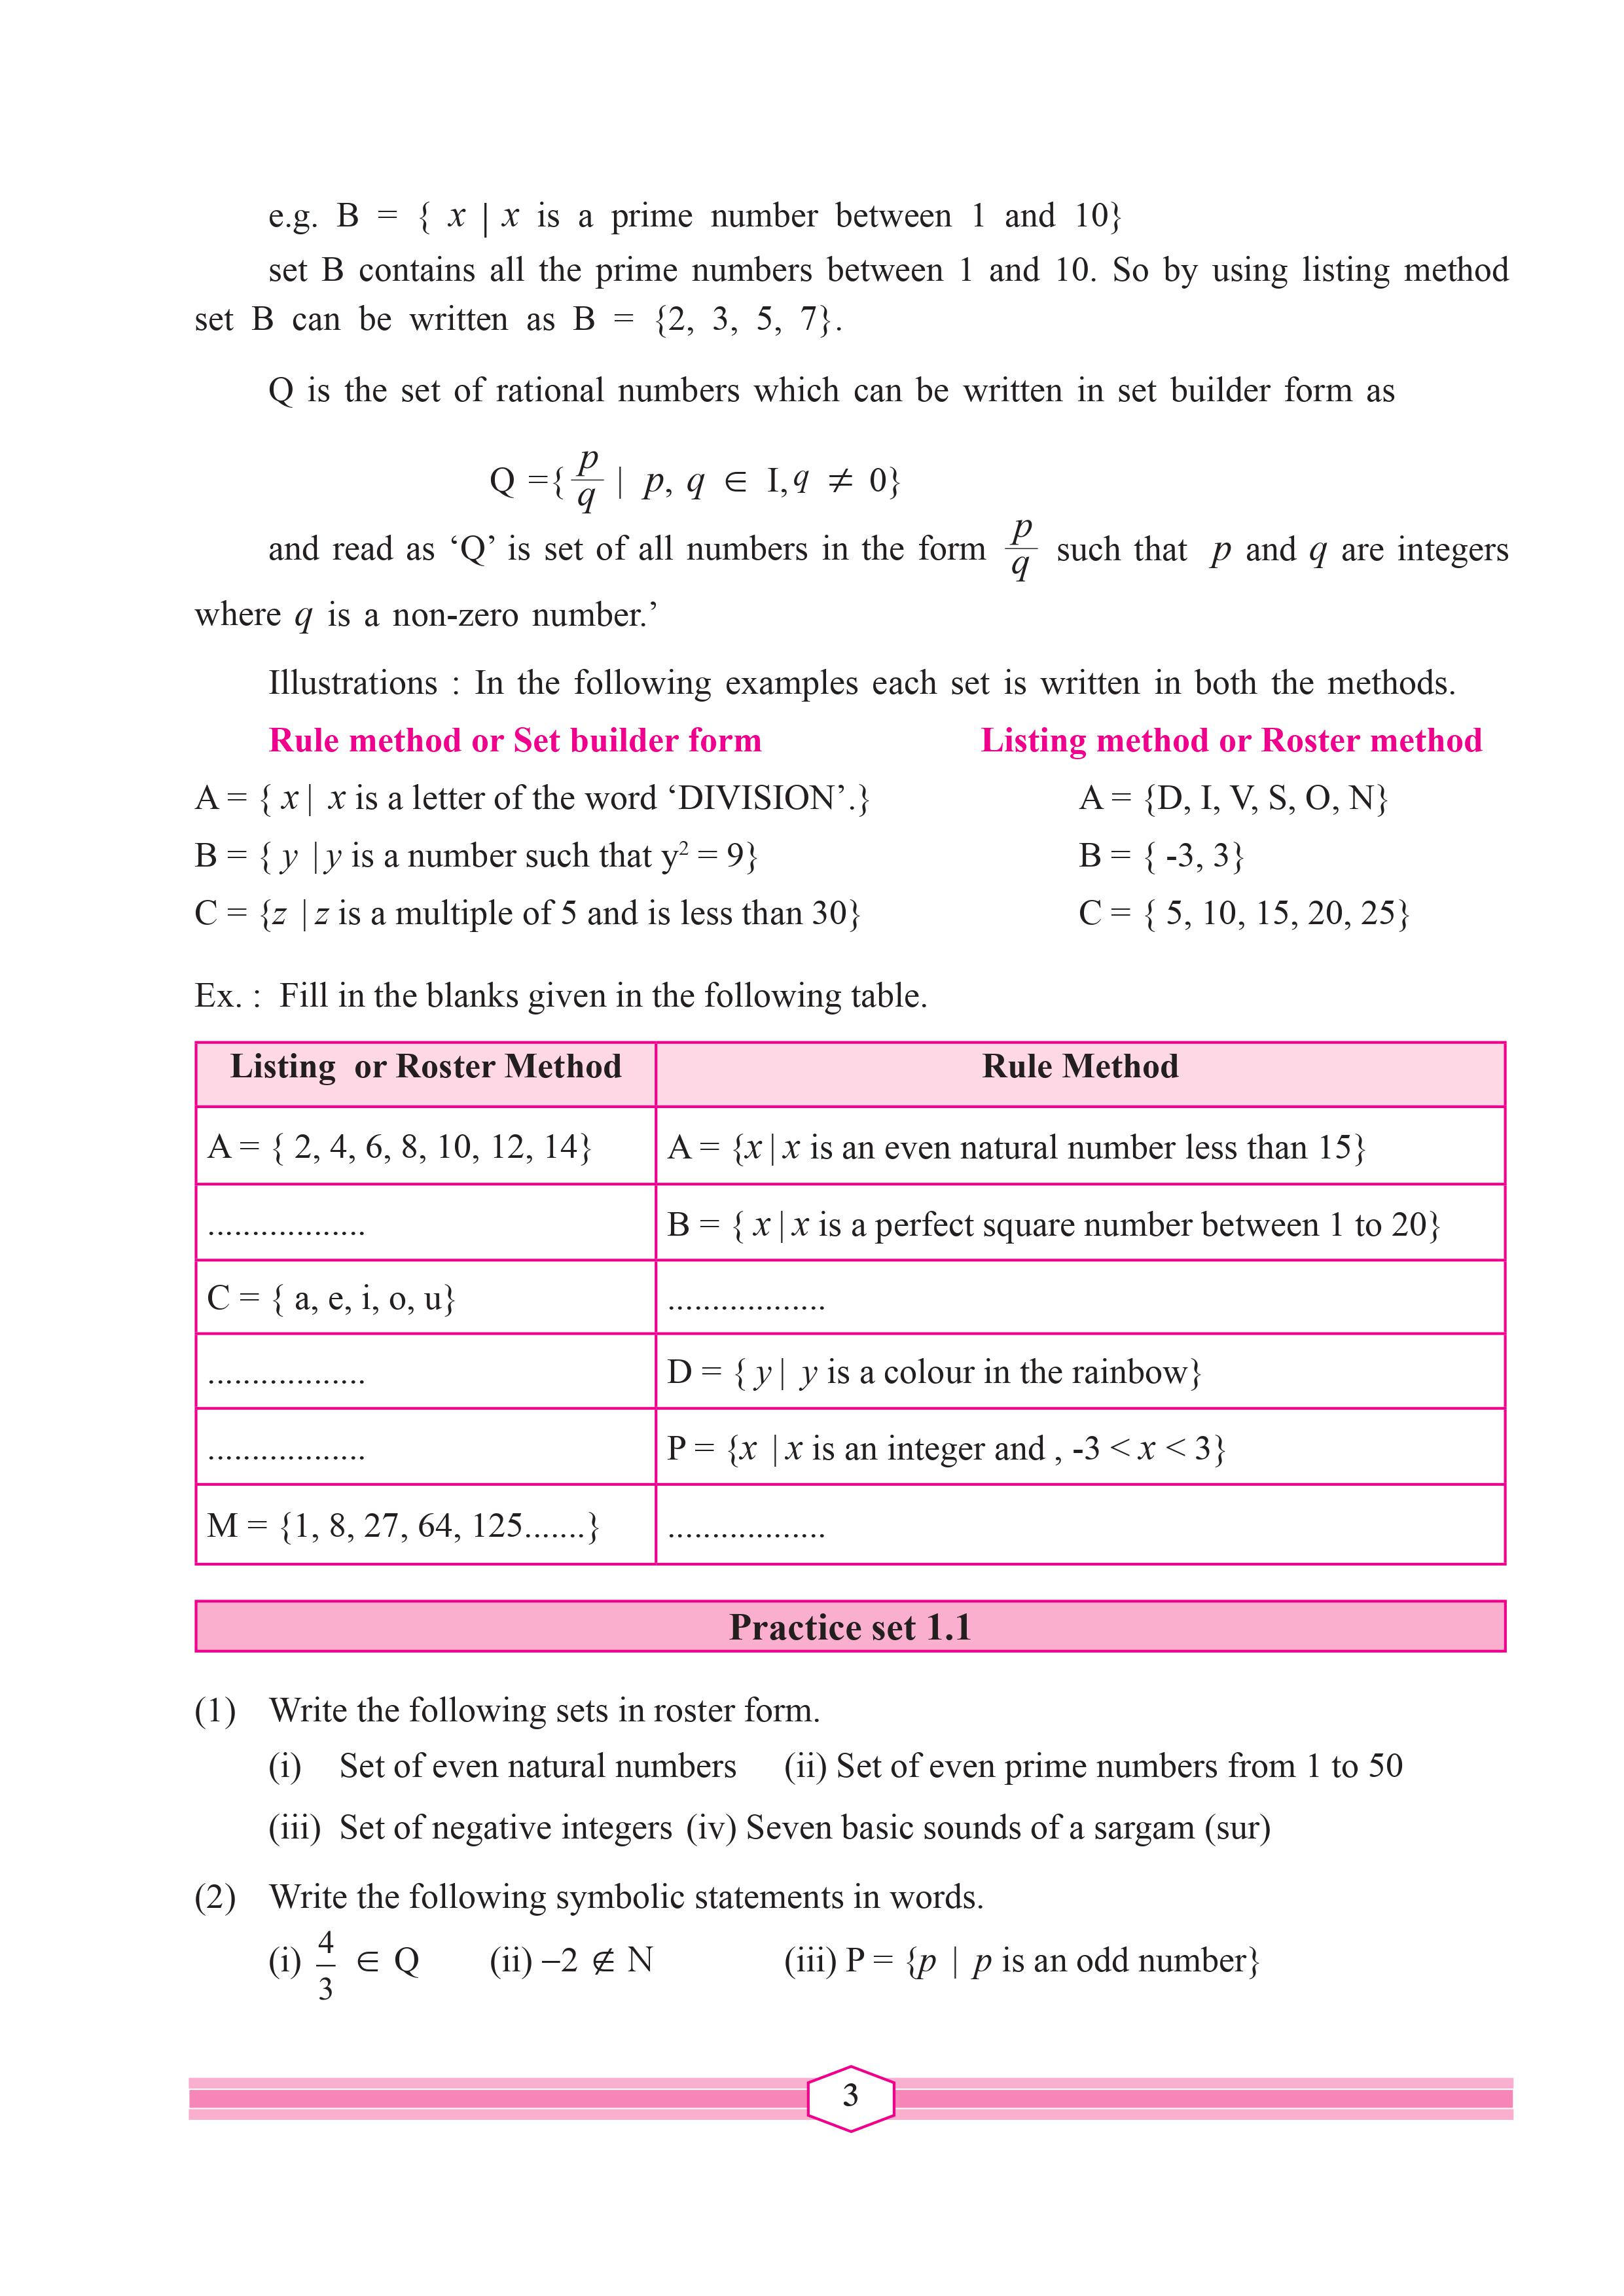 e.g. B = { x | x is a prime number between 1 and 10}
set B contains all the prime numbers between 1 and 10. So by using listing method
set B can be written as B = {2, 3, 5, 7}.
Q is the set of rational numbers which can be written in set builder form as
Q ={p/q | p, q ∈ I, q ≠ 0}
and read as ‘Q’ is set of all numbers in the form p/q such that p and q are integers
where q is a non-zero number.’
Illustrations : In the following examples each set is written in both the methods.
Rule method or Set builder form Listing method or Roster method
A = { x | x is a letter of the word ‘DIVISION’.} A = {D, I, V, S, O, N}
B = { y | y is a number such that y² = 9} B = { -3, 3}
C = {z | z is a multiple of 5 and is less than 30} C = { 5, 10, 15, 20, 25}
Ex. : Fill in the blanks given in the following table.
Listing or Roster Method Rule Method
A = { 2, 4, 6, 8, 10, 12, 14} A = {x | x is an even natural number less than 15}
.................. B = { x | x is a perfect square number between 1 to 20}
C = { a, e, i, o, u} ..................
.................. D = { y | y is a colour in the rainbow}
.................. P = {x | x is an integer and , -3 < x < 3}
M = {1, 8, 27, 64, 125.......} ..................
Practice set 1.1
(1) Write the following sets in roster form.
(i) Set of even natural numbers (ii) Set of even prime numbers from 1 to 50
(iii) Set of negative integers (iv) Seven basic sounds of a sargam (sur)
(2) Write the following symbolic statements in words.
(i) 4/3 ∈ Q (ii) –2 ∉ N (iii) P = {p | p is an odd number}
3